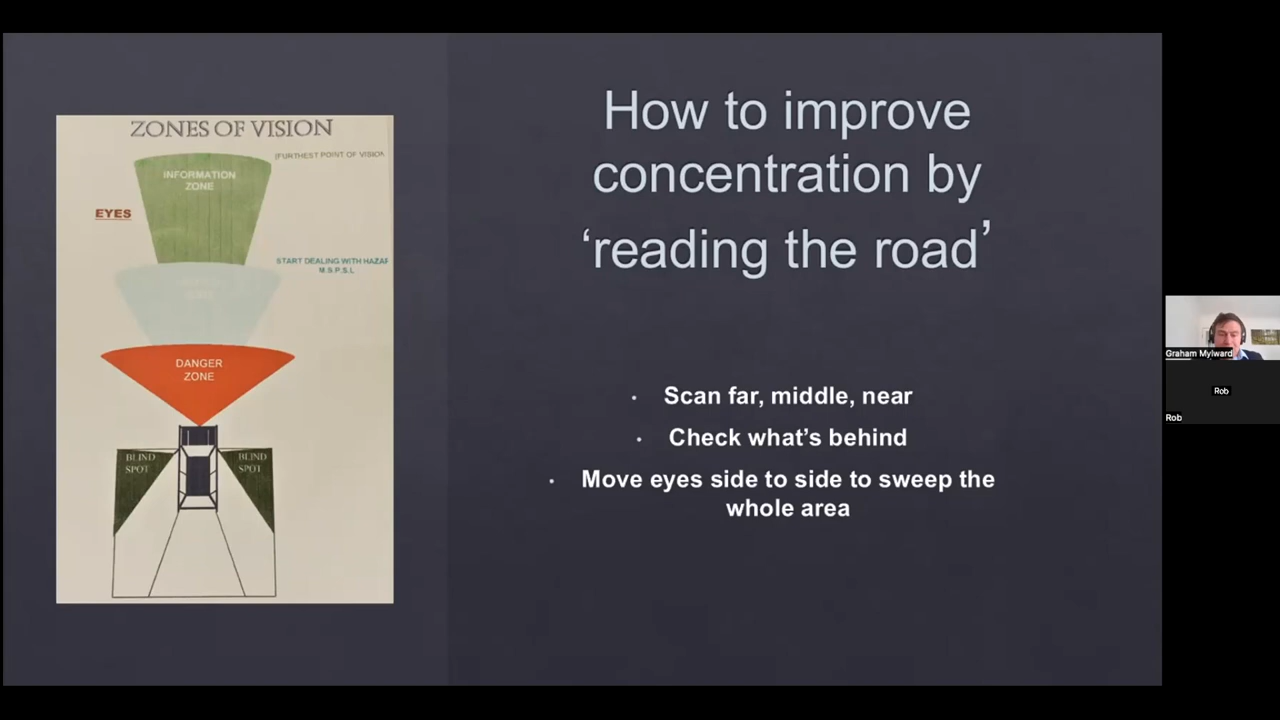 ZONES OF VISION
(FURTHEST POINT OF VISION
INFORMATION
ZONE
EYES
START DEALING WITH HAZAR
M.S.P.S.L
ZONE
DANGER
ZONE
BLIND
SPOT
BLIND
SPOT
How to improve
concentration by
‘reading the road’
• Scan far, middle, near
• Check what’s behind
• Move eyes side to side to sweep the
whole area
Graham Mylward
Rob
Rob